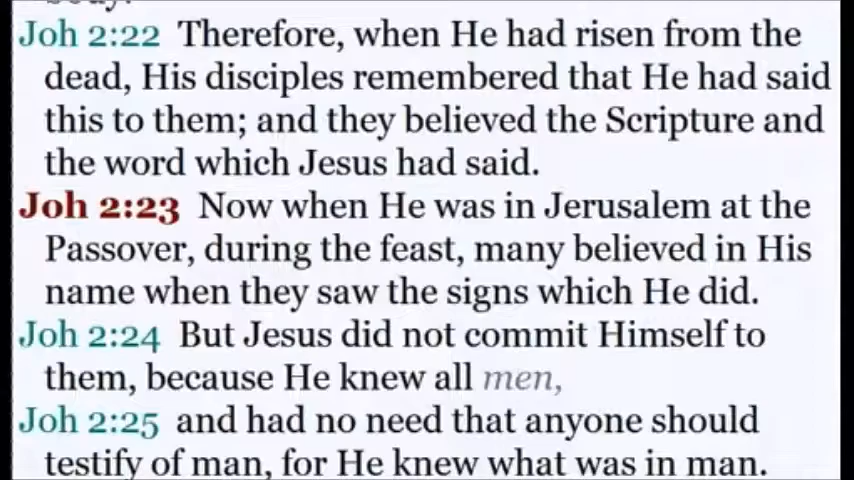 body.
Joh 2:22 Therefore, when He had risen from the
dead, His disciples remembered that He had said
this to them; and they believed the Scripture and
the word which Jesus had said.
Joh 2:23 Now when He was in Jerusalem at the
Passover, during the feast, many believed in His
name when they saw the signs which He did.
Joh 2:24 But Jesus did not commit Himself to
them, because He knew all men,
Joh 2:25 and had no need that anyone should
testify of man, for He knew what was in man.